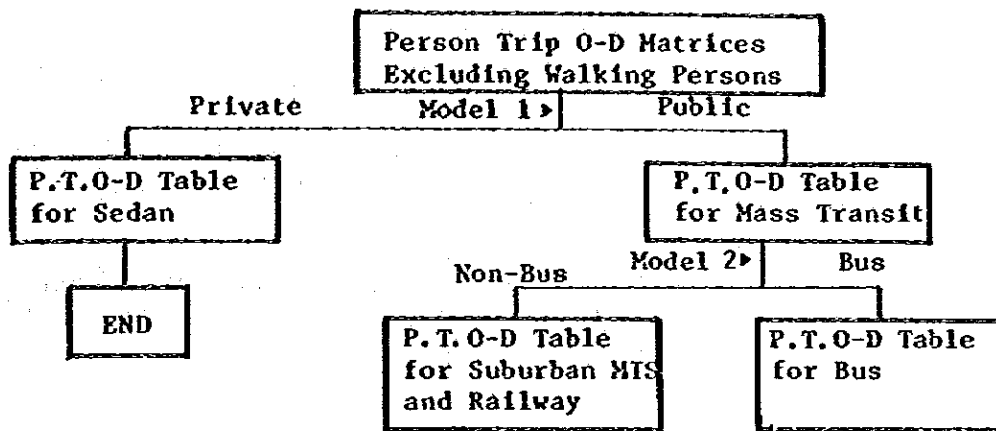 Person Trip O-D Matrices
Excluding Walking Persons
Private
Model 1
Public
P.T.O-D Table
for Sedan
P.T.O-D Table
for Mass Transit
END
Non-Bus
Model 2
Bus
P.T.O-D Table
for Suburban MTS
and Railway
P.T.O-D Table
for Bus